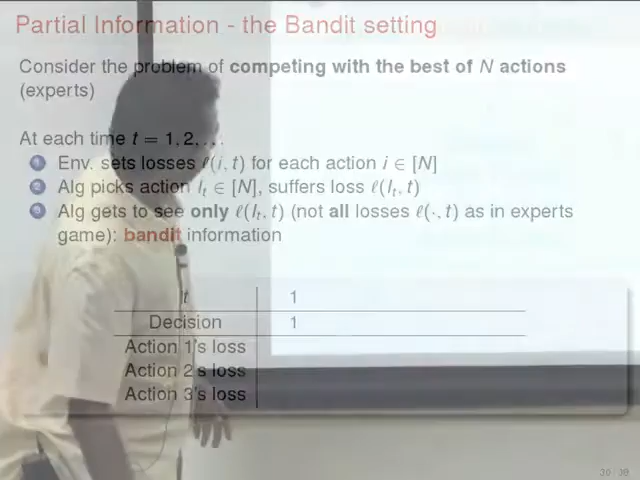 Partial Information - the Bandit setting
Consider the problem of competing with the best of N actions
(experts)
At each time t = 1, 2, . . .
1 Env. sets losses ℓ(i, t) for each action i ∈ [N]
2 Alg picks action I_t ∈ [N], suffers loss ℓ(I_t, t)
3 Alg gets to see only ℓ(I_t, t) (not all losses ℓ(·, t) as in experts
game): bandit information
t 1
Decision 1
Action 1's loss
Action 2's loss
Action 3's loss